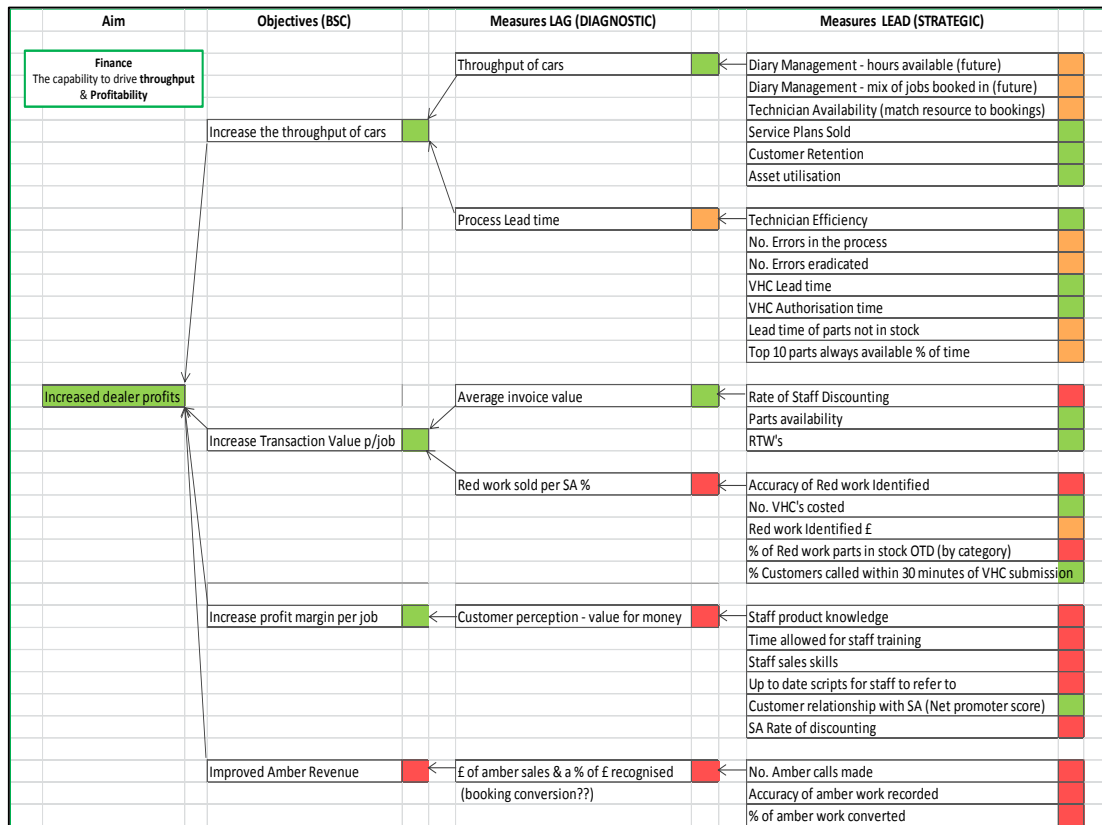 Aim Objectives (BSC) Measures LAG (DIAGNOSTIC) Measures LEAD (STRATEGIC)
Finance
The capability to drive throughput
& Profitability
Throughput of cars
Diary Management - hours available (future)
Diary Management - mix of jobs booked in (future)
Technician Availability (match resource to bookings)
Increase the throughput of cars
Service Plans Sold
Customer Retention
Asset utilisation
Process Lead time
Technician Efficiency
No. Errors in the process
No. Errors eradicated
VHC Lead time
VHC Authorisation time
Lead time of parts not in stock
Top 10 parts always available % of time
Increased dealer profits
Average invoice value
Rate of Staff Discounting
Parts availability
Increase Transaction Value p/job
RTW's
Red work sold per SA %
Accuracy of Red work Identified
No. VHC's costed
Red work Identified £
% of Red work parts in stock OTD (by category)
% Customers called within 30 minutes of VHC submission
Increase profit margin per job
Customer perception - value for money
Staff product knowledge
Time allowed for staff training
Staff sales skills
Up to date scripts for staff to refer to
Customer relationship with SA (Net promoter score)
SA Rate of discounting
Improved Amber Revenue
£ of amber sales & a % of £ recognised
(booking conversion??)
No. Amber calls made
Accuracy of amber work recorded
% of amber work converted